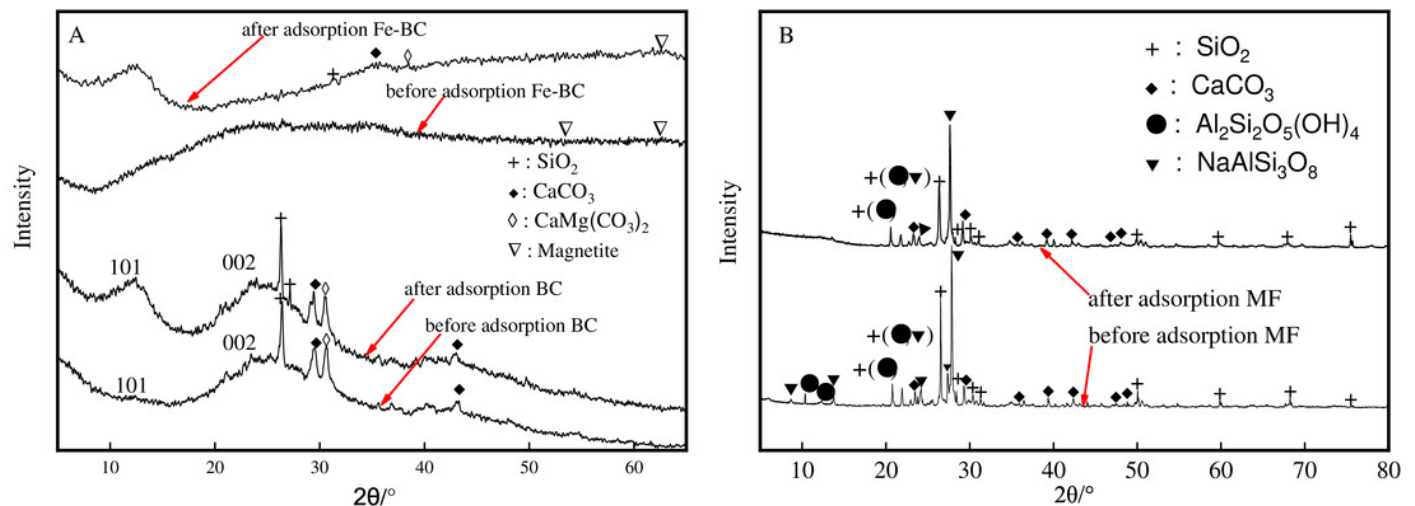 A
after adsorption Fe-BC
before adsorption Fe-BC
+ : SiO₂
◆ : CaCO₃
◊ : CaMg(CO₃)₂
▽ : Magnetite
101
002
after adsorption BC
before adsorption BC
002
101
Intensity
10 20 30 40 50 60
2θ/°
B
+ : SiO₂
◆ : CaCO₃
● : Al₂Si₂O₅(OH)₄
▼ : NaAlSi₃O₈
+(●▼)
+(●)
after adsorption MF
before adsorption MF
+(●▼)
+(●)
Intensity
10 20 30 40 50 60 70 80
2θ/°